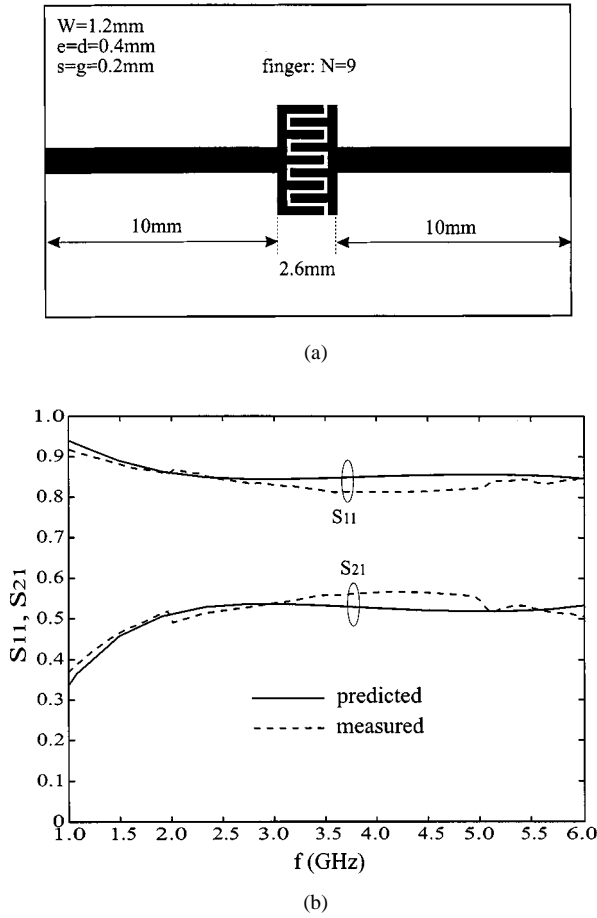 W=1.2mm
e=d=0.4mm
s=g=0.2mm
finger: N=9
10mm
10mm
2.6mm
(a)
1.0
0.9
0.8
0.7
0.6
0.5
0.4
0.3
0.2
0.1
0
S11, S21
S11
S21
predicted
measured
1.0 1.5 2.0 2.5 3.0 3.5 4.0 4.5 5.0 5.5 6.0
f (GHz)
(b)